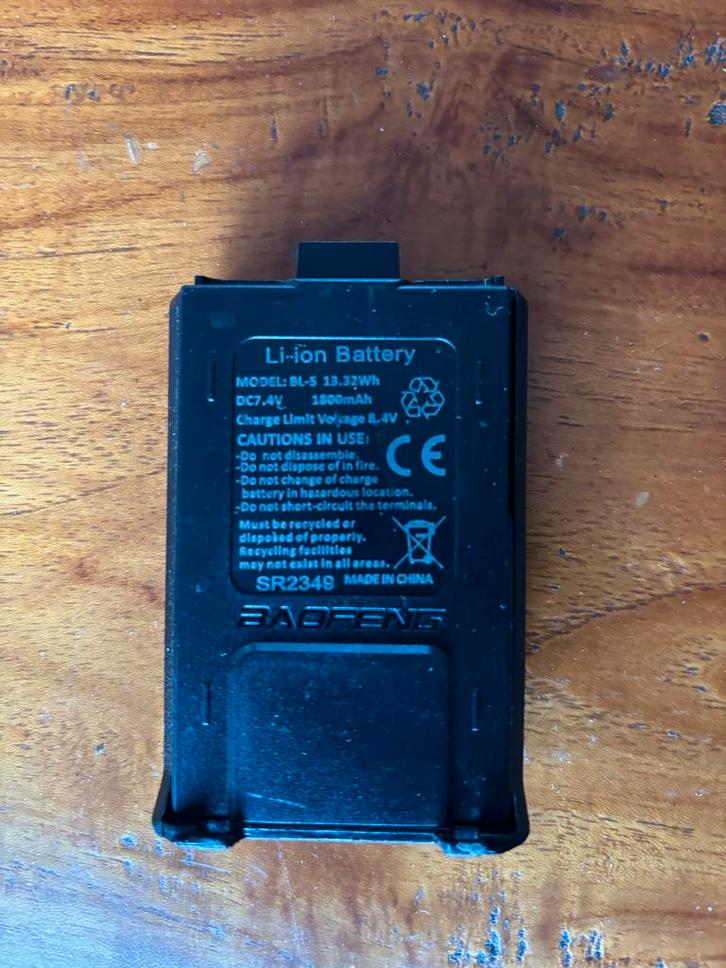 Li-ion Battery
MODEL: BL-5 13.32Wh
DC7.4V 1800mAh
Charge Limit Voltage 8.4V
CAUTIONS IN USE:
-Do not disassemble.
-Do not dispose of in fire.
-Do not change of charge
battery in hazardous location.
-Do not short-circuit the terminals.
CE
Must be recycled or
disposed of properly.
Recycling facilities
may not exist in all areas.
SR2349 MADE IN CHINA
BAOFENG